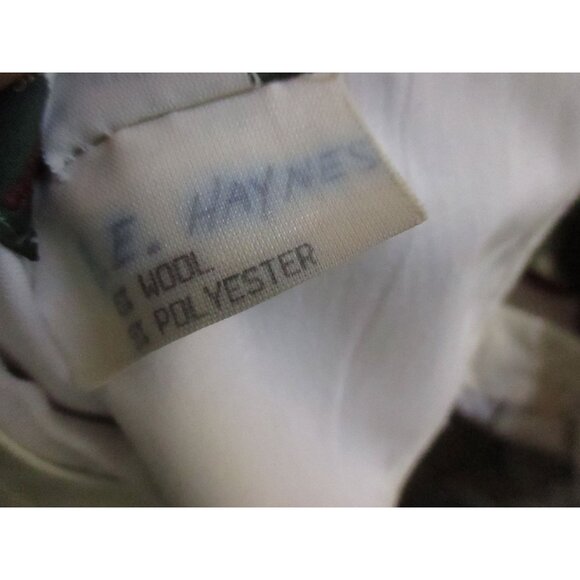 E. HAYNES
% WOOL
% POLYESTER